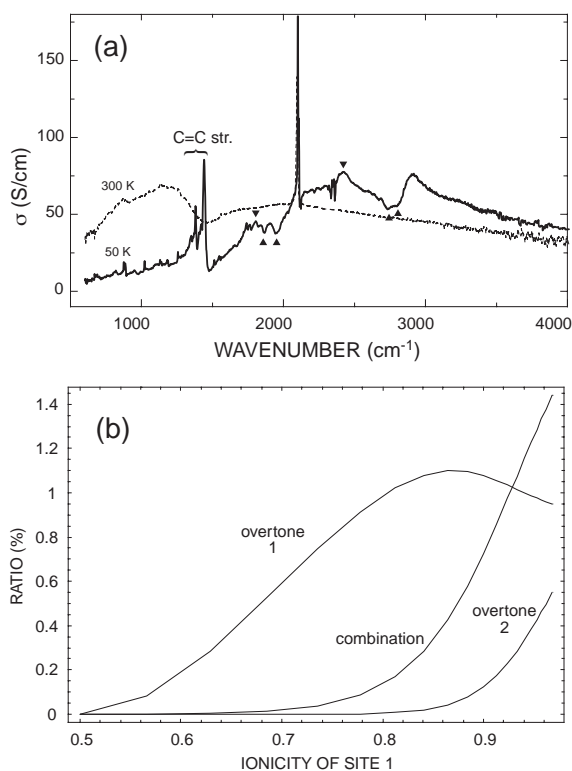 (a)
150
100
50
0
σ (S/cm)
C=C str.
300 K
50 K
1000 2000 3000 4000
WAVENUMBER (cm-1)
(b)
1.4
1.2
1
0.8
0.6
0.4
0.2
0
RATIO (%)
overtone
1
combination
overtone
2
0.5 0.6 0.7 0.8 0.9
IONICITY OF SITE 1